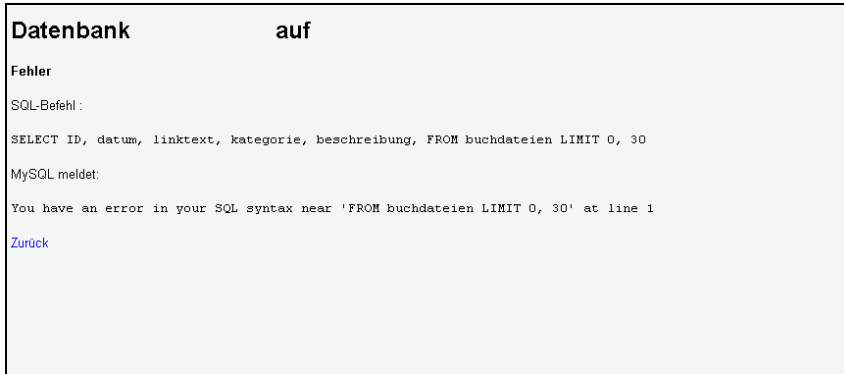 Datenbank auf
Fehler
SQL-Befehl :
SELECT ID, datum, linktext, kategorie, beschreibung, FROM buchdateien LIMIT 0, 30
MySQL meldet:
You have an error in your SQL syntax near 'FROM buchdateien LIMIT 0, 30' at line 1
Zurück